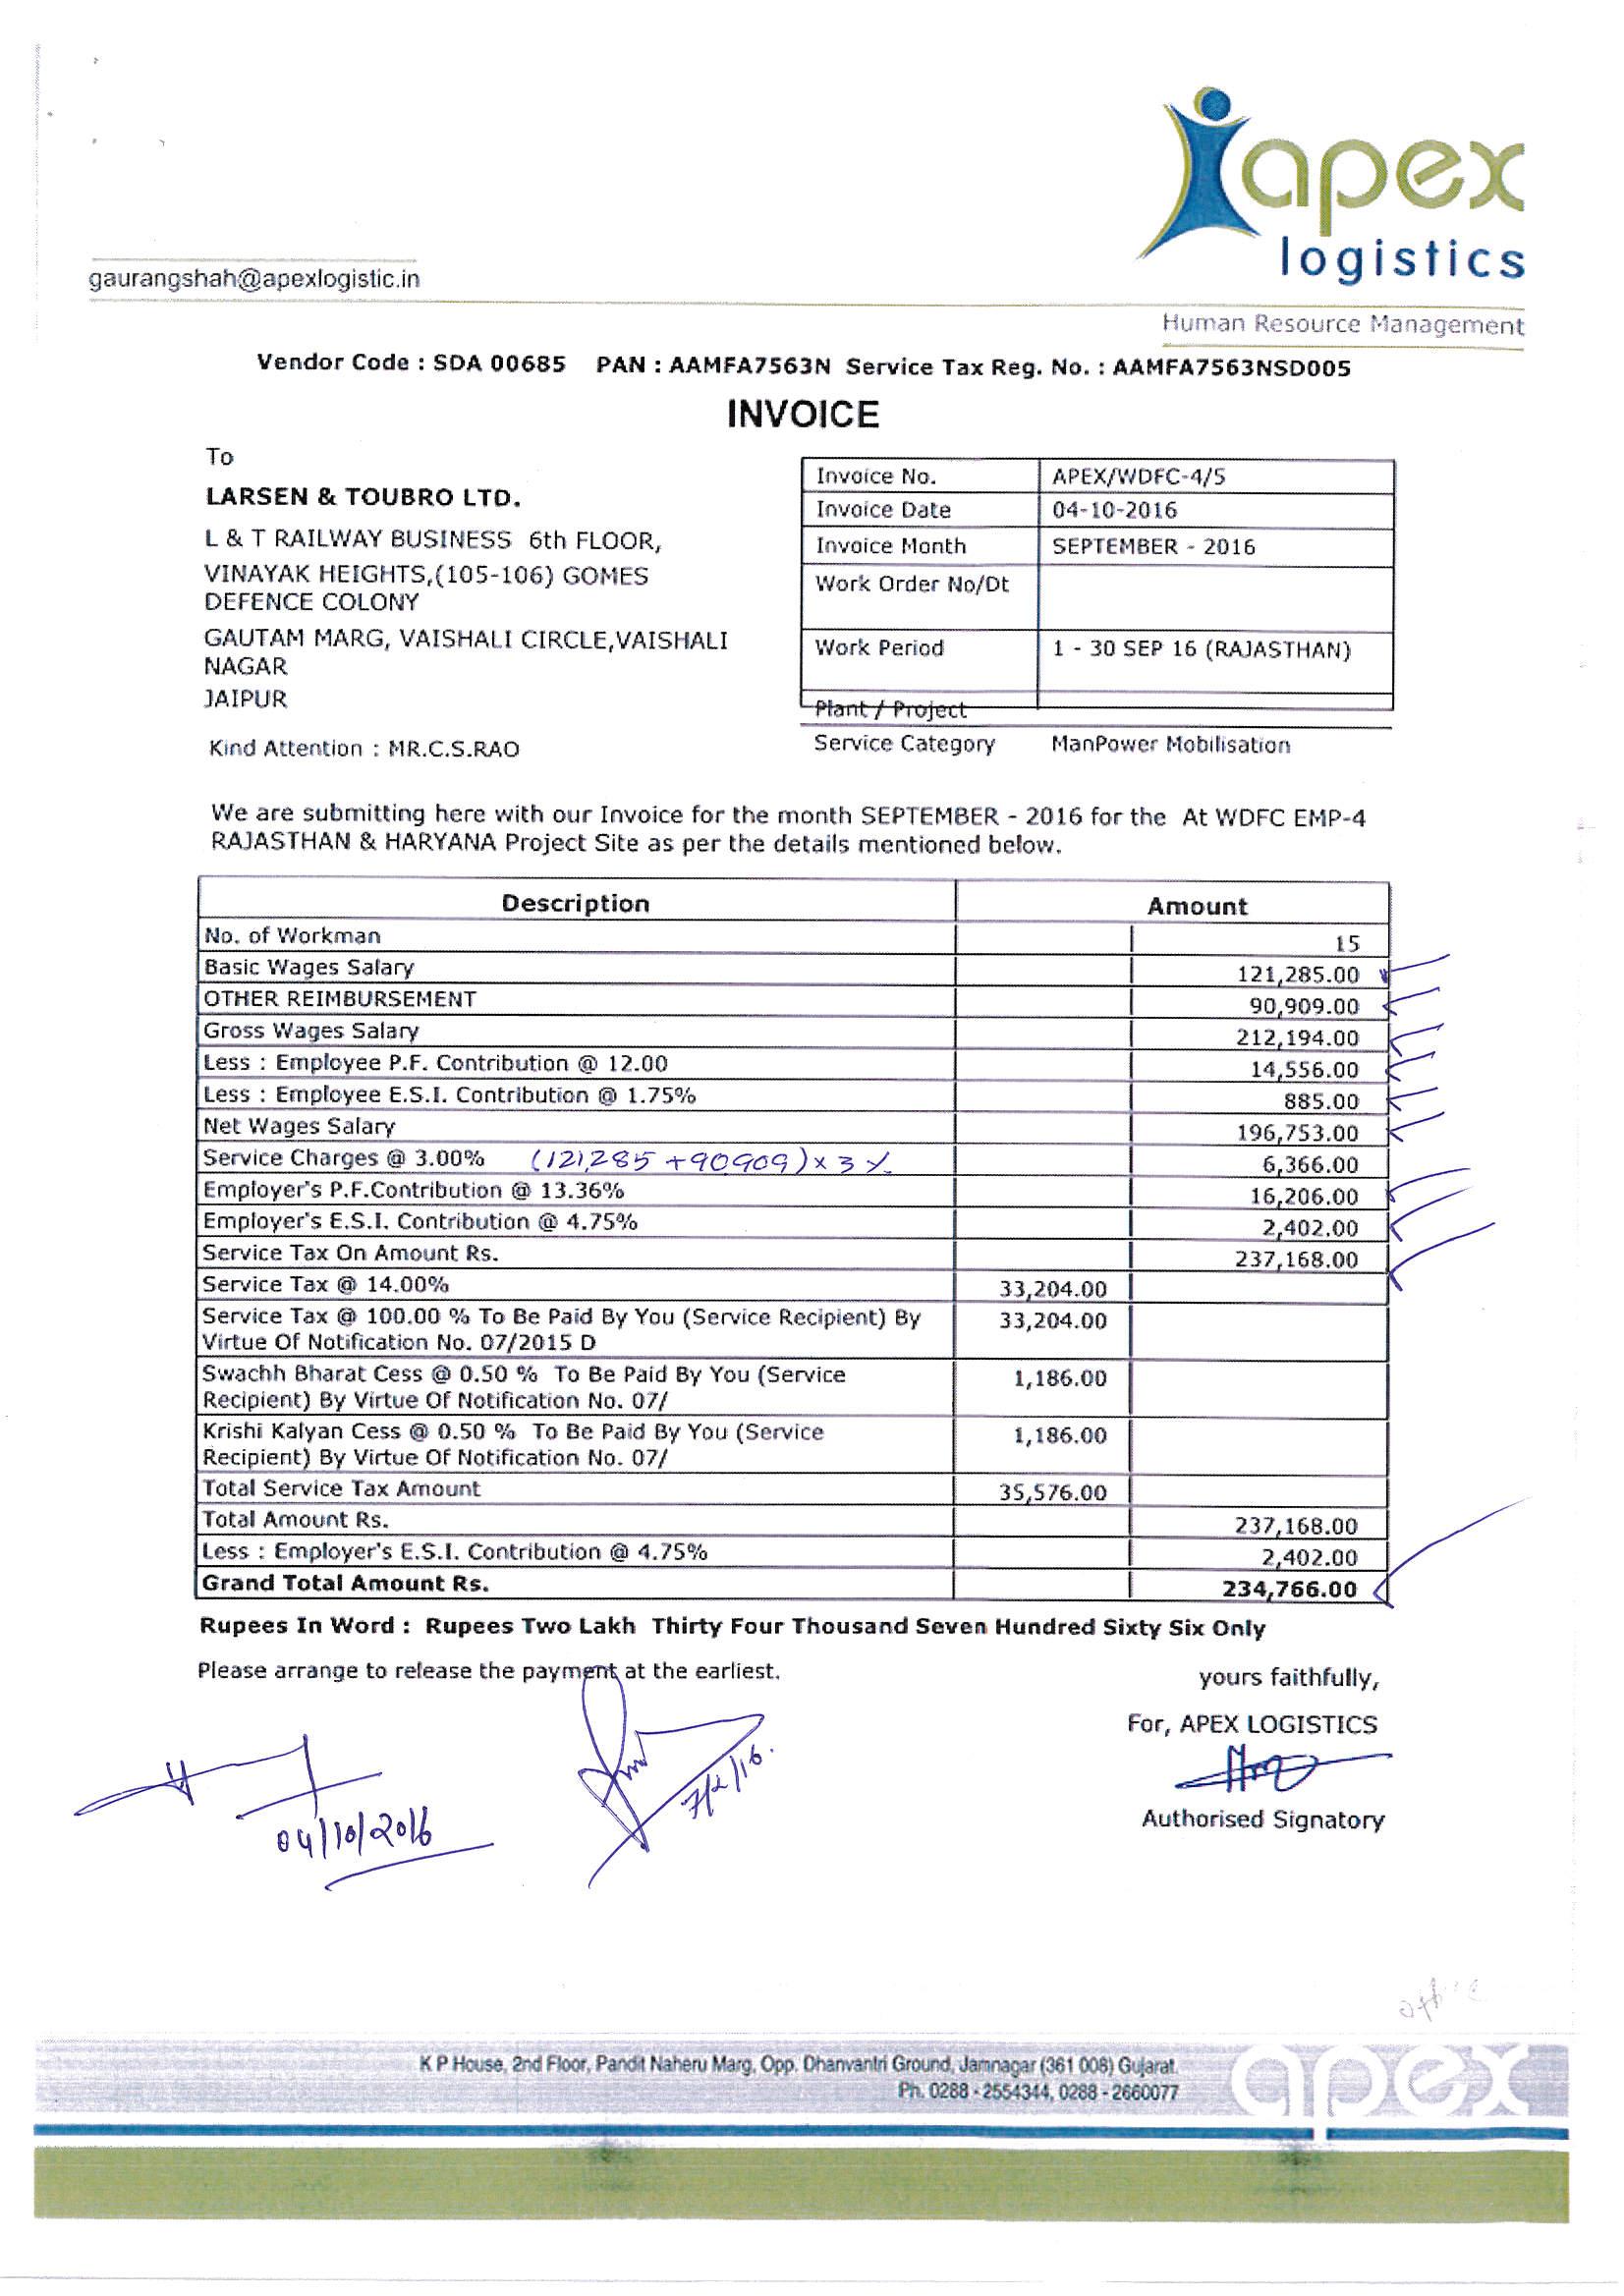 apex
logistics
gaurangshah@apexlogistic.in
Human Resource Management
Vendor Code : SDA 00685 PAN : AAMFA7563N Service Tax Reg. No. : AAMFA7563NSD005
INVOICE
To
LARSEN & TOUBRO LTD.
L & T RAILWAY BUSINESS 6th FLOOR,
VINAYAK HEIGHTS,(105-106) GOMES
DEFENCE COLONY
GAUTAM MARG, VAISHALI CIRCLE,VAISHALI
NAGAR
JAIPUR
Kind Attention : MR.C.S.RAO
Invoice No. APEX/WDFC-4/5
Invoice Date 04-10-2016
Invoice Month SEPTEMBER - 2016
Work Order No/Dt
Work Period 1 - 30 SEP 16 (RAJASTHAN)
Plant / Project
Service Category ManPower Mobilisation
We are submitting here with our Invoice for the month SEPTEMBER - 2016 for the At WDFC EMP-4
RAJASTHAN & HARYANA Project Site as per the details mentioned below.
Description Amount
No. of Workman 15
Basic Wages Salary 121,285.00
OTHER REIMBURSEMENT 90,909.00
Gross Wages Salary 212,194.00
Less : Employee P.F. Contribution @ 12.00 14,556.00
Less : Employee E.S.I. Contribution @ 1.75% 885.00
Net Wages Salary 196,753.00
Service Charges @ 3.00% (121,285 +90909)x 3 % 6,366.00
Employer's P.F.Contribution @ 13.36% 16,206.00
Employer's E.S.I. Contribution @ 4.75% 2,402.00
Service Tax On Amount Rs. 237,168.00
Service Tax @ 14.00% 33,204.00
Service Tax @ 100.00 % To Be Paid By You (Service Recipient) By 33,204.00
Virtue Of Notification No. 07/2015 D
Swachh Bharat Cess @ 0.50 % To Be Paid By You (Service 1,186.00
Recipient) By Virtue Of Notification No. 07/
Krishi Kalyan Cess @ 0.50 % To Be Paid By You (Service 1,186.00
Recipient) By Virtue Of Notification No. 07/
Total Service Tax Amount 35,576.00
Total Amount Rs. 237,168.00
Less : Employer's E.S.I. Contribution @ 4.75% 2,402.00
Grand Total Amount Rs. 234,766.00
Rupees In Word : Rupees Two Lakh Thirty Four Thousand Seven Hundred Sixty Six Only
Please arrange to release the payment at the earliest.
yours faithfully,
For, APEX LOGISTICS
04/10/2016
Authorised Signatory
K P House, 2nd Floor, Pandit Naheru Marg, Opp. Dhanvantri Ground, Jamnagar (361 008) Gujarat.
Ph. 0288 - 2554344, 0288 - 2660077
apex